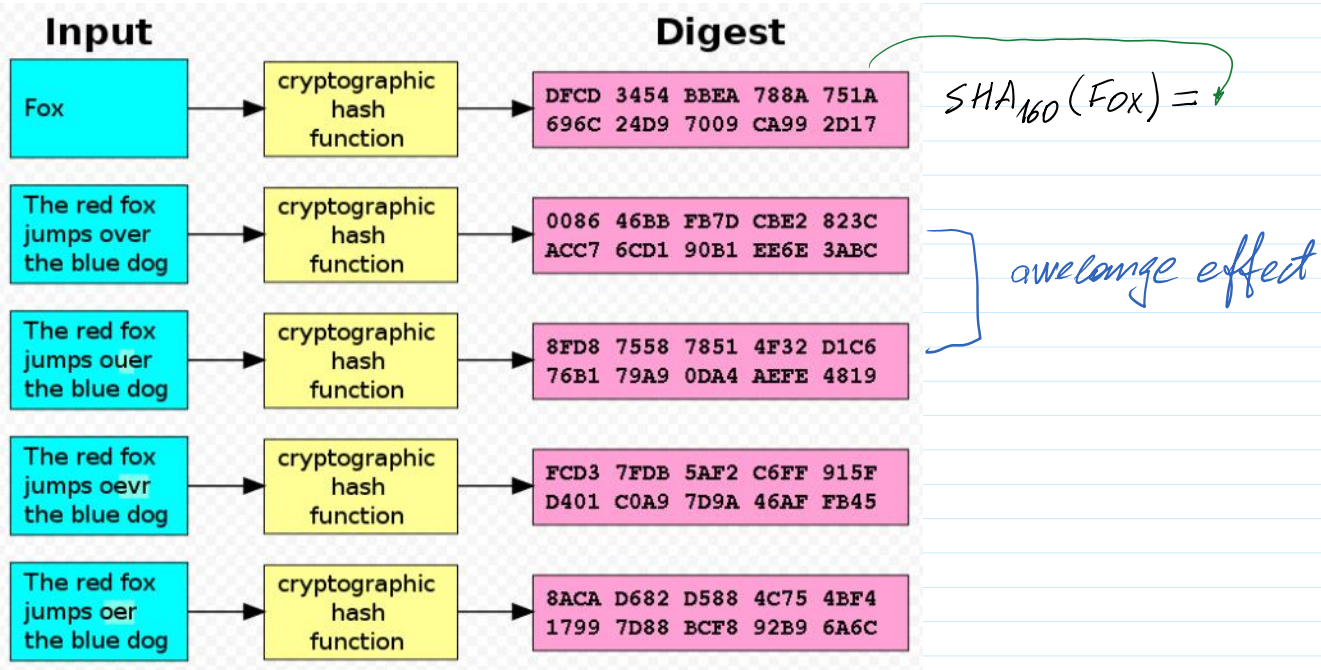 Input
Digest
Fox
cryptographic
hash
function
DFCD 3454 BBEA 788A 751A
696C 24D9 7009 CA99 2D17
SHA160(Fox) =
The red fox
jumps over
the blue dog
cryptographic
hash
function
0086 46BB FB7D CBE2 823C
ACC7 6CD1 90B1 EE6E 3ABC
awelange effect
The red fox
jumps ouer
the blue dog
cryptographic
hash
function
8FD8 7558 7851 4F32 D1C6
76B1 79A9 0DA4 AEFE 4819
The red fox
jumps oevr
the blue dog
cryptographic
hash
function
FCD3 7FDB 5AF2 C6FF 915F
D401 C0A9 7D9A 46AF FB45
The red fox
jumps oer
the blue dog
cryptographic
hash
function
8ACA D682 D588 4C75 4BF4
1799 7D88 BCF8 92B9 6A6C